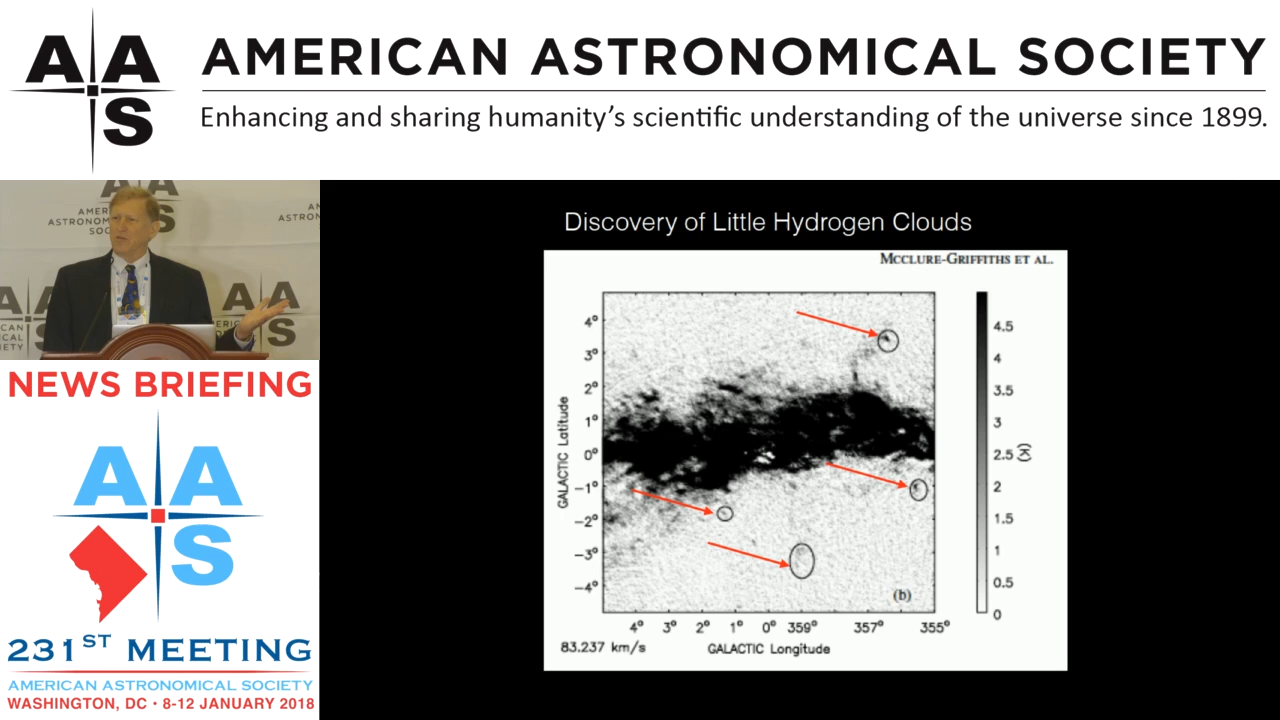 A A
S
AMERICAN ASTRONOMICAL SOCIETY
Enhancing and sharing humanity's scientific understanding of the universe since 1899.
NEWS BRIEFING
A A
S
231ST MEETING
AMERICAN ASTRONOMICAL SOCIETY
WASHINGTON, DC • 8-12 JANUARY 2018
Discovery of Little Hydrogen Clouds
MCCLURE-GRIFFITHS ET AL.
GALACTIC Latitude
4°
3°
2°
1°
0°
−1°
−2°
−3°
−4°
4° 3° 2° 1° 0° 359° 357° 355°
83.237 km/s
GALACTIC Longitude
(b)
4.5
4
3.5
3
2.5
2
1.5
1
0.5
0
(K)